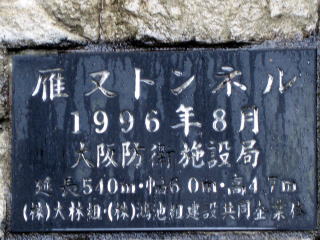 雁又トンネル
1996年8月
大阪防衛施設局
延長540m・幅6.0m・高4.7m
(株)大林組・(株)鴻池組建設共同企業体